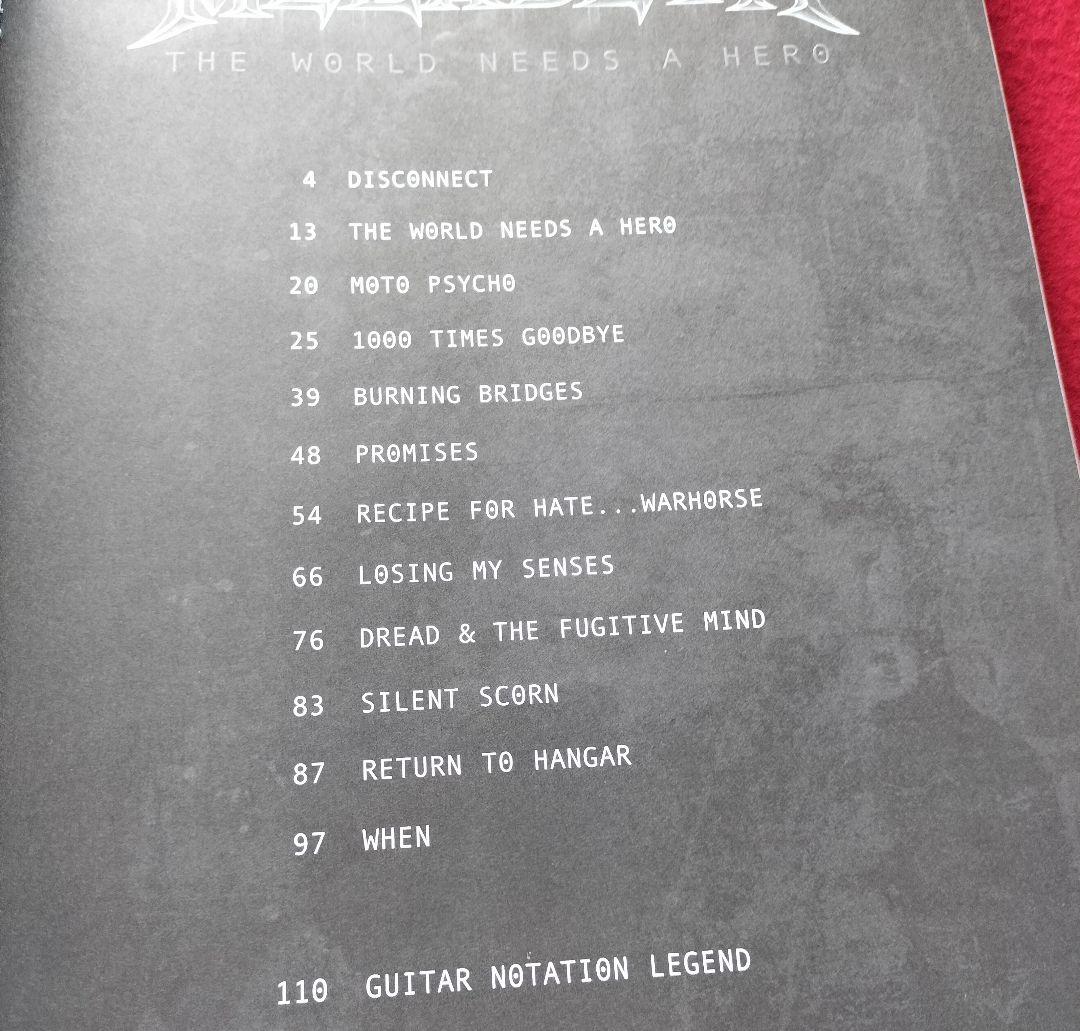 THE WORLD NEEDS A HERO
4 DISCONNECT
13 THE WORLD NEEDS A HERO
20 MOTO PSYCHO
25 1000 TIMES GOODBYE
39 BURNING BRIDGES
48 PROMISES
54 RECIPE FOR HATE...WARHORSE
66 LOSING MY SENSES
76 DREAD & THE FUGITIVE MIND
83 SILENT SCORN
87 RETURN TO HANGAR
97 WHEN
110 GUITAR NOTATION LEGEND